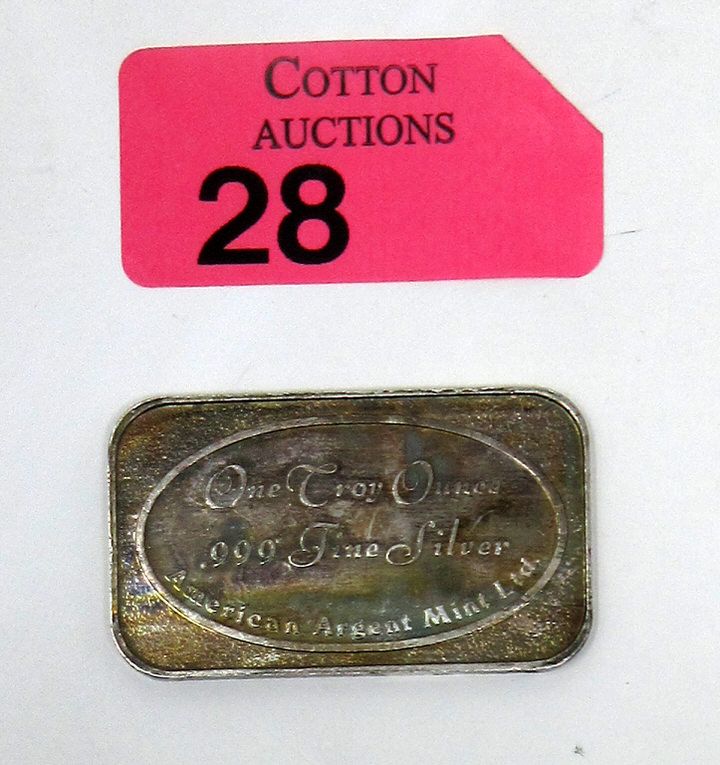 COTTON
AUCTIONS
28
One Troy Ounce
.999 Fine Silver
American Argent Mint Ltd.